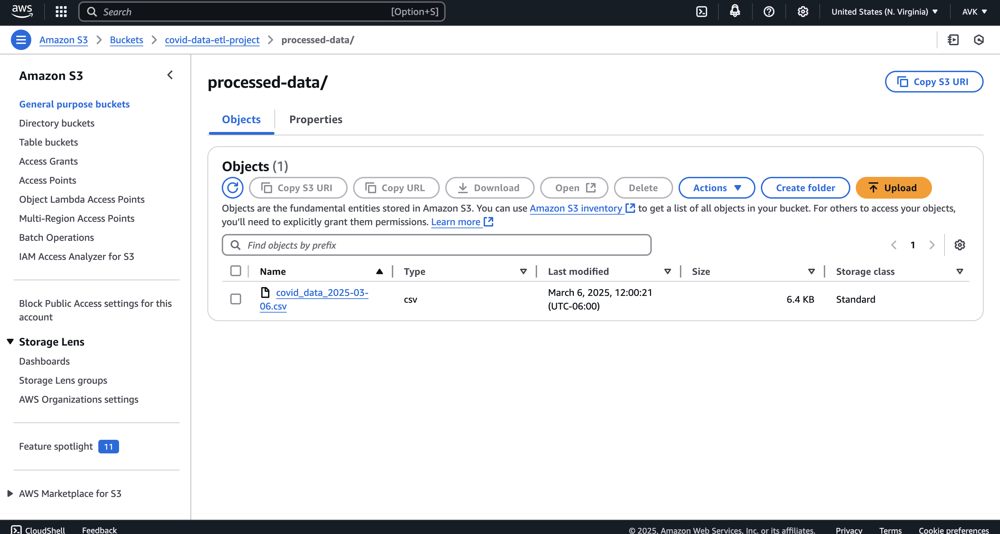 aws
Search
[Option+S]
United States (N. Virginia)
AVK
Amazon S3
Buckets
covid-data-etl-project
processed-data/
Amazon S3
General purpose buckets
Directory buckets
Table buckets
Access Grants
Access Points
Object Lambda Access Points
Multi-Region Access Points
Batch Operations
IAM Access Analyzer for S3
Block Public Access settings for this
account
Storage Lens
Dashboards
Storage Lens groups
AWS Organizations settings
Feature spotlight 11
AWS Marketplace for S3
processed-data/
Copy S3 URI
Objects
Properties
Objects (1)
Copy S3 URI
Copy URL
Download
Open
Delete
Actions
Create folder
Upload
Objects are the fundamental entities stored in Amazon S3. You can use Amazon S3 inventory to get a list of all objects in your bucket. For others to access your objects,
you’ll need to explicitly grant them permissions. Learn more
Find objects by prefix
1
Name
Type
Last modified
Size
Storage class
covid_data_2025-03-
06.csv
csv
March 6, 2025, 12:00:21
(UTC-06:00)
6.4 KB
Standard
CloudShell
Feedback
© 2025, Amazon Web Services, Inc. or its affiliates.
Privacy
Terms
Cookie preferences